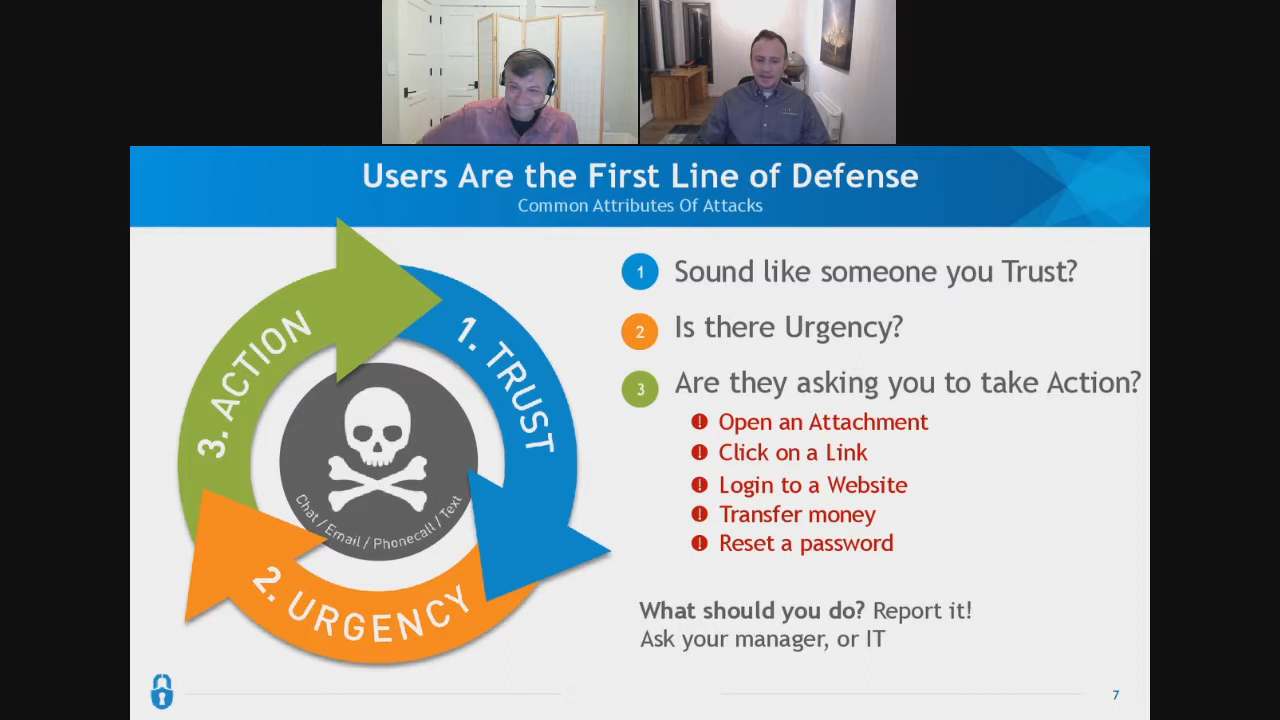 Users Are the First Line of Defense
Common Attributes Of Attacks
1. TRUST
2. URGENCY
3. ACTION
Chat / Email / Phonecall / Text
1 Sound like someone you Trust?
2 Is there Urgency?
3 Are they asking you to take Action?
! Open an Attachment
! Click on a Link
! Login to a Website
! Transfer money
! Reset a password
What should you do? Report it!
Ask your manager, or IT
7